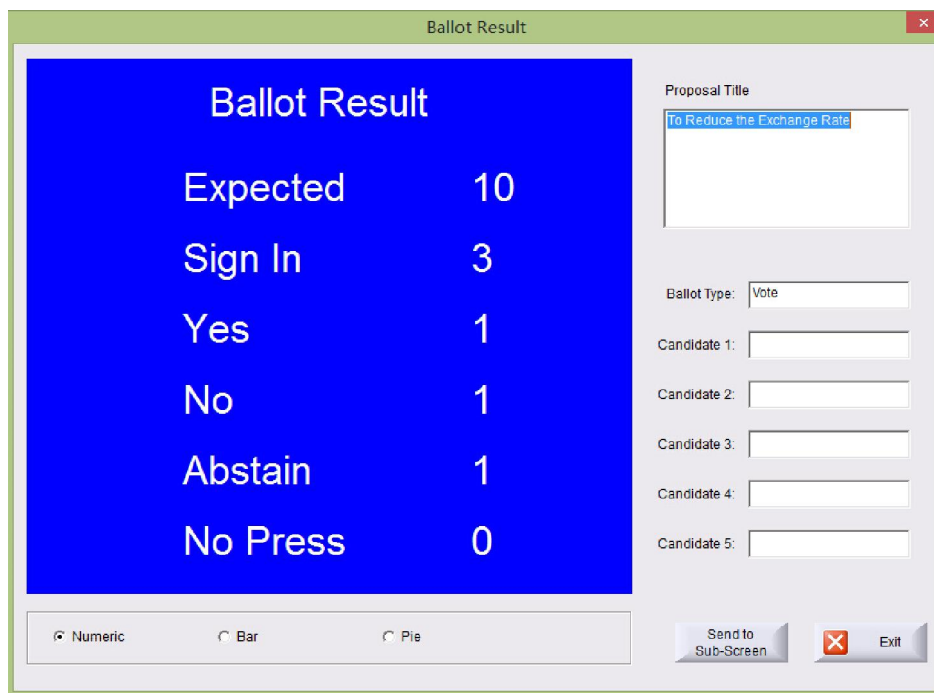 Ballot Result
Ballot Result
Expected 10
Sign In 3
Yes 1
No 1
Abstain 1
No Press 0
Numeric Bar Pie
Proposal Title
To Reduce the Exchange Rate
Ballot Type: Vote
Candidate 1:
Candidate 2:
Candidate 3:
Candidate 4:
Candidate 5:
Send to
Sub-Screen
Exit